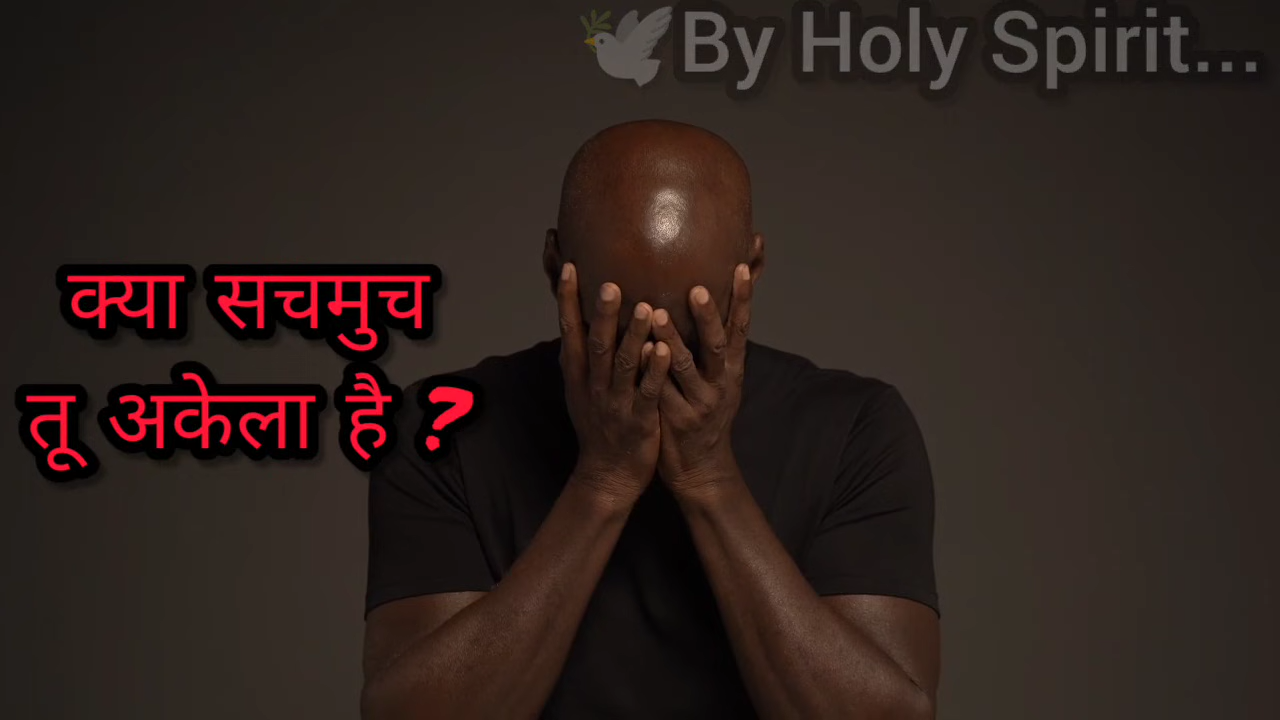 🕊️By Holy Spirit...
क्या सचमुच
तू अकेला है ?